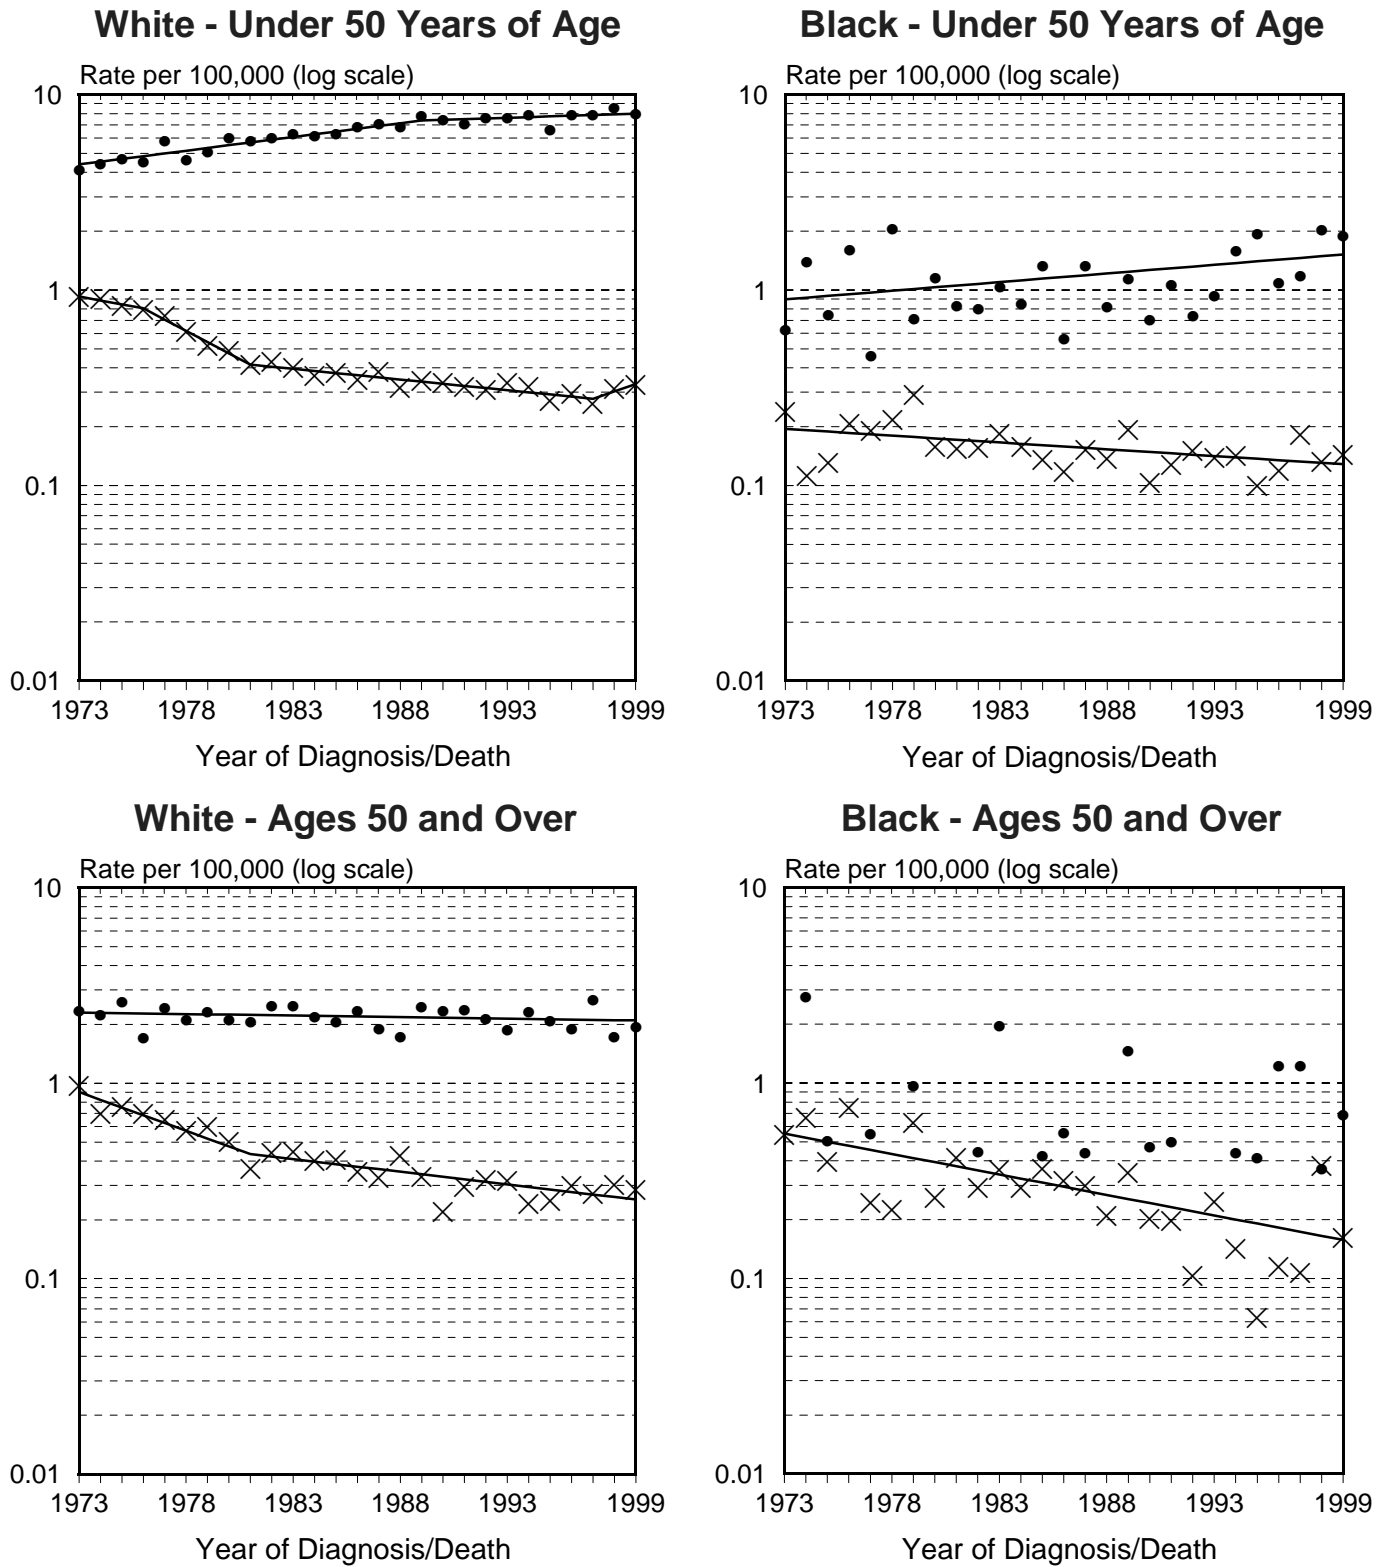 White - Under 50 Years of Age
Rate per 100,000 (log scale)
10
1
0.1
0.01
1973 1978 1983 1988 1993 1999
Year of Diagnosis/Death
Black - Under 50 Years of Age
Rate per 100,000 (log scale)
10
1
0.1
0.01
1973 1978 1983 1988 1993 1999
Year of Diagnosis/Death
White - Ages 50 and Over
Rate per 100,000 (log scale)
10
1
0.1
0.01
1973 1978 1983 1988 1993 1999
Year of Diagnosis/Death
Black - Ages 50 and Over
Rate per 100,000 (log scale)
10
1
0.1
0.01
1973 1978 1983 1988 1993 1999
Year of Diagnosis/Death